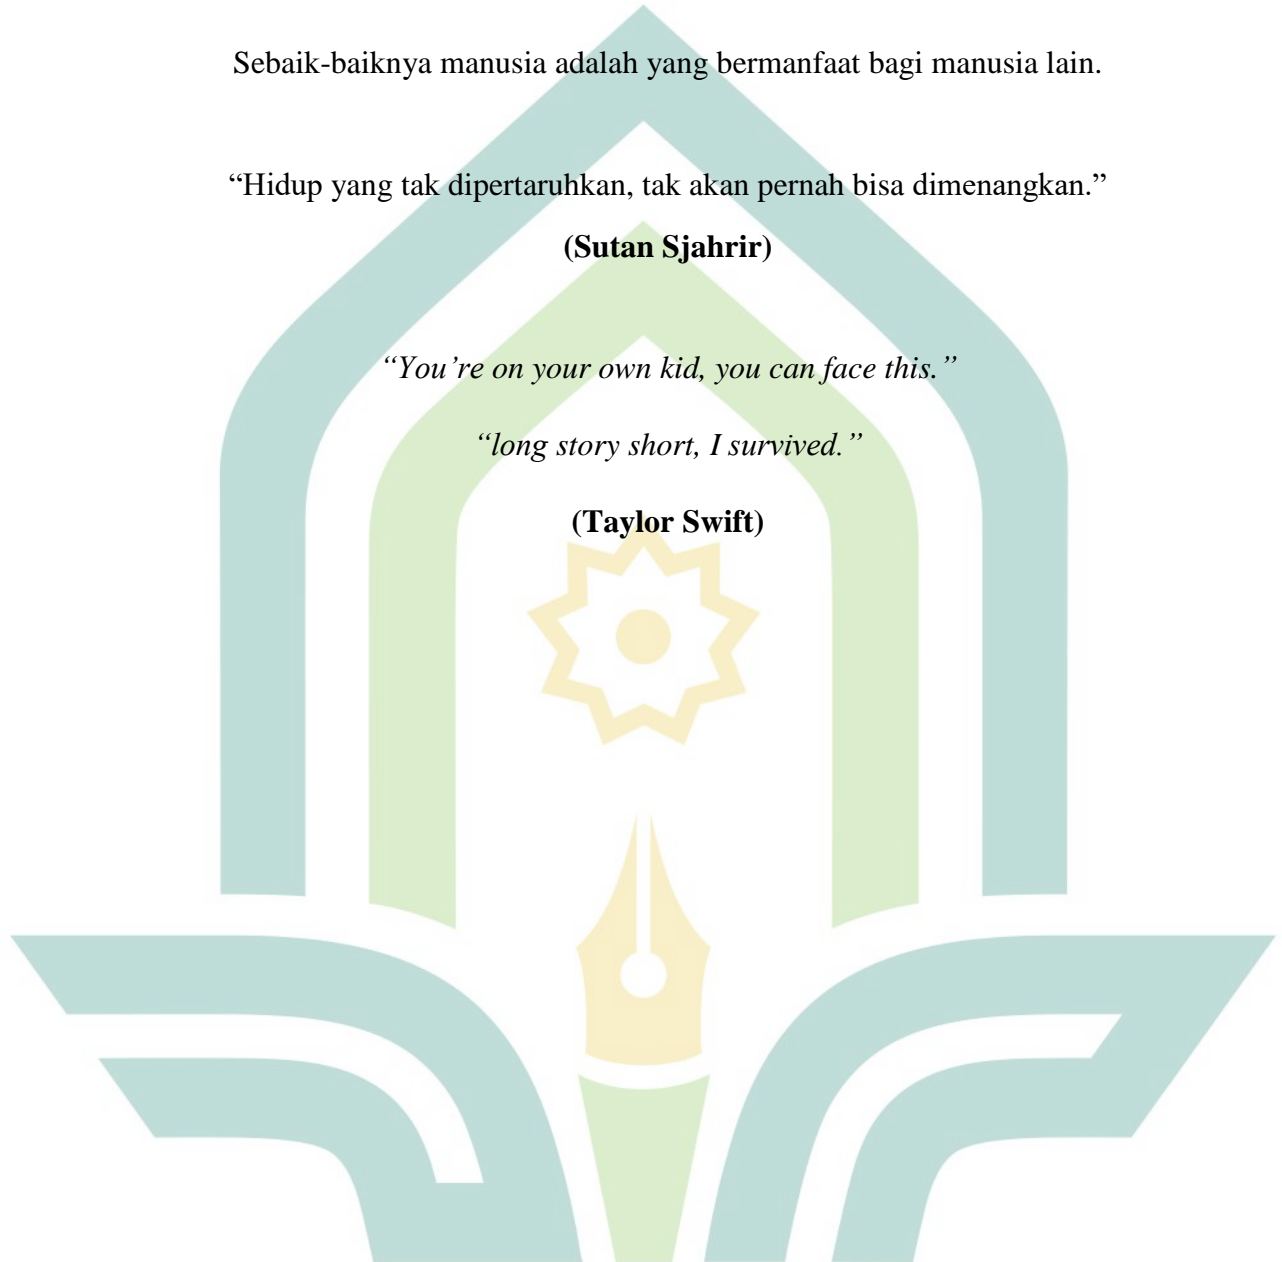 Sebaik-baiknya manusia adalah yang bermanfaat bagi manusia lain.
“Hidup yang tak dipertaruhkan, tak akan pernah bisa dimenangkan.”
(Sutan Sjahrir)
“You’re on your own kid, you can face this.”
“long story short, I survived.”
(Taylor Swift)